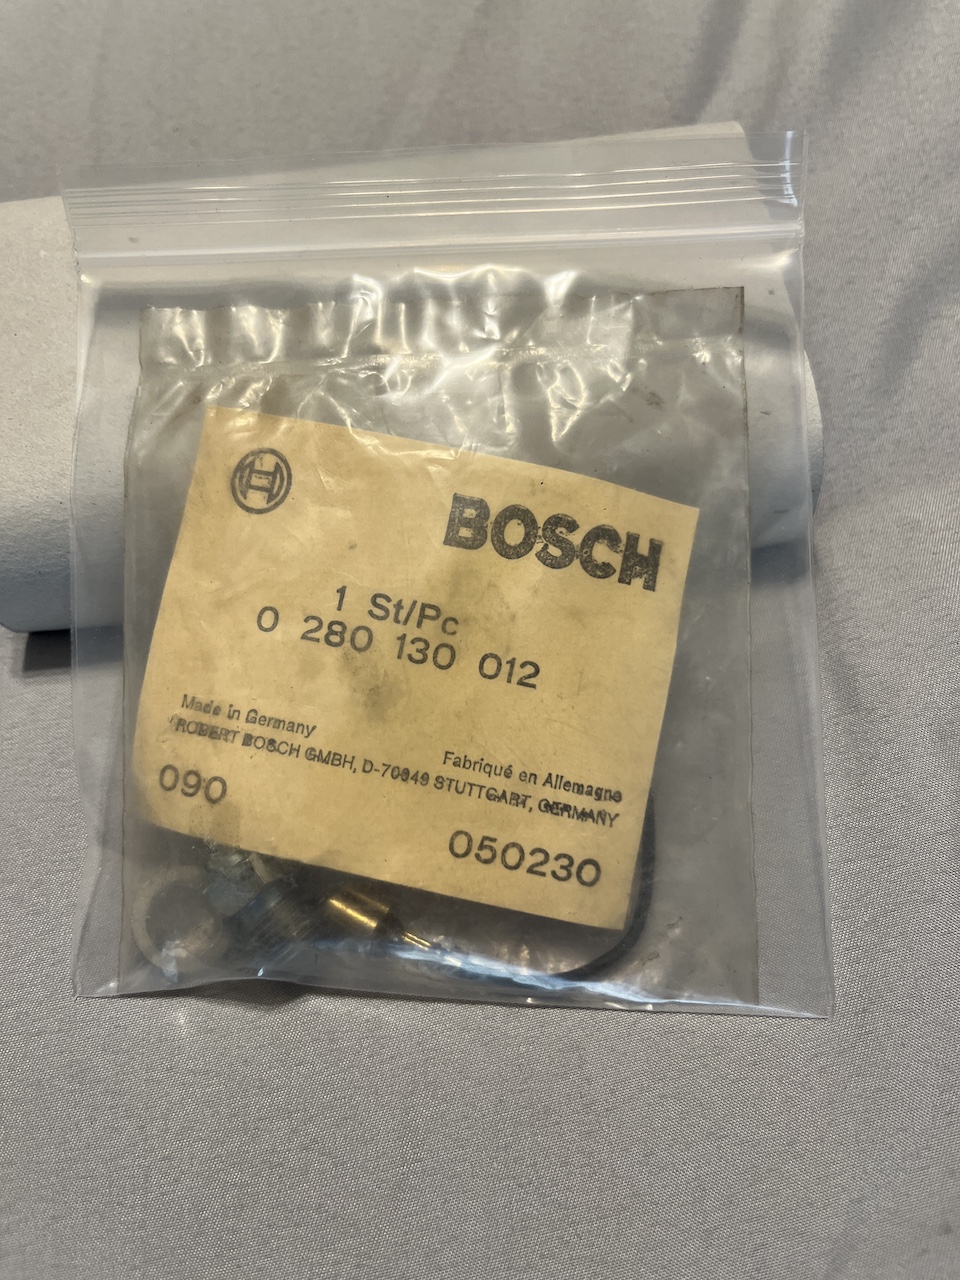 BOSCH
1 St/Pc
0 280 130 012
Made in Germany
Fabriqué en Allemagne
ROBERT BOSCH GMBH, D-70949 STUTTGART, GERMANY
090
050230